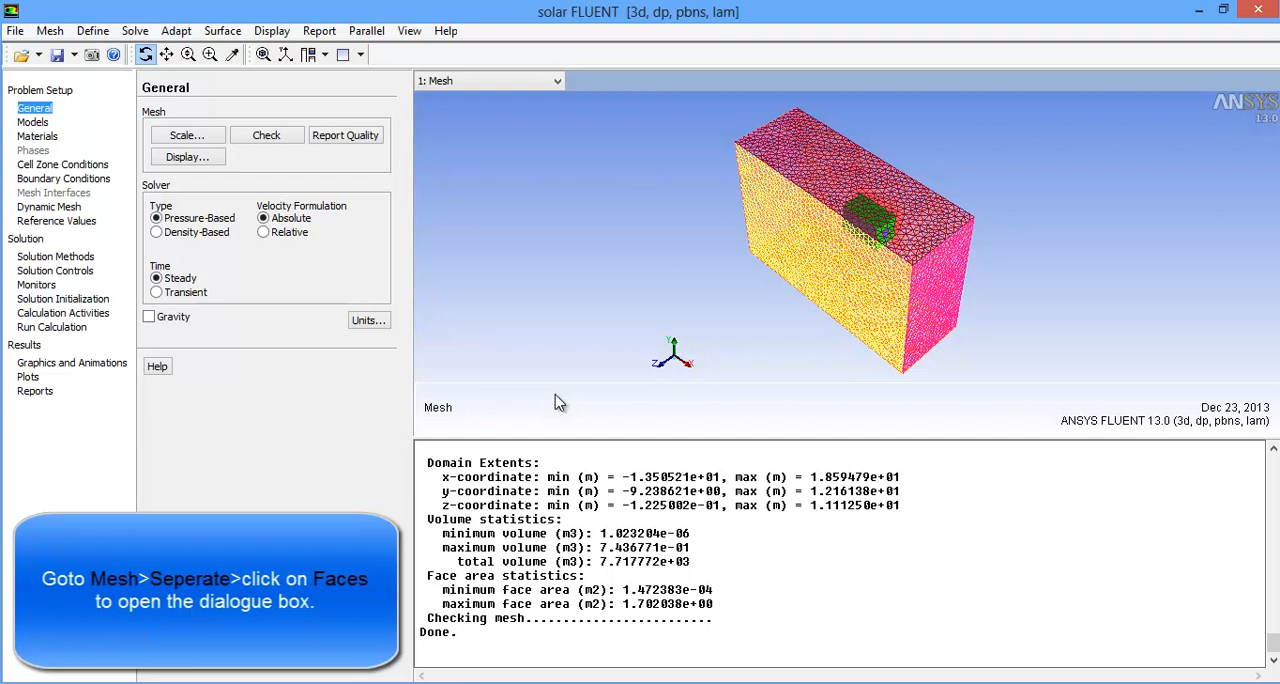 solar FLUENT [3d, dp, pbns, lam]
File Mesh Define Solve Adapt Surface Display Report Parallel View Help
Problem Setup
General
Models
Materials
Phases
Cell Zone Conditions
Boundary Conditions
Mesh Interfaces
Dynamic Mesh
Reference Values
Solution
Solution Methods
Solution Controls
Monitors
Solution Initialization
Calculation Activities
Run Calculation
Results
Graphics and Animations
Plots
Reports
General
Mesh
Scale... Check Report Quality
Display...
Solver
Type Velocity Formulation
Pressure-Based Absolute
Density-Based Relative
Time
Steady
Transient
Gravity Units...
Help
1: Mesh
ANSYS
13.0
Y
Z X
Mesh Dec 23, 2013
ANSYS FLUENT 13.0 (3d, dp, pbns, lam)
Domain Extents:
x-coordinate: min (m) = -1.350521e+01, max (m) = 1.859479e+01
y-coordinate: min (m) = -9.238621e+00, max (m) = 1.216138e+01
z-coordinate: min (m) = -1.225002e-01, max (m) = 1.111250e+01
Volume statistics:
minimum volume (m3): 1.023204e-06
maximum volume (m3): 7.436771e-01
total volume (m3): 7.717772e+03
Face area statistics:
minimum face area (m2): 1.472383e-04
maximum face area (m2): 1.702038e+00
Checking mesh........................
Done.
Goto Mesh>Seperate>click on Faces
to open the dialogue box.